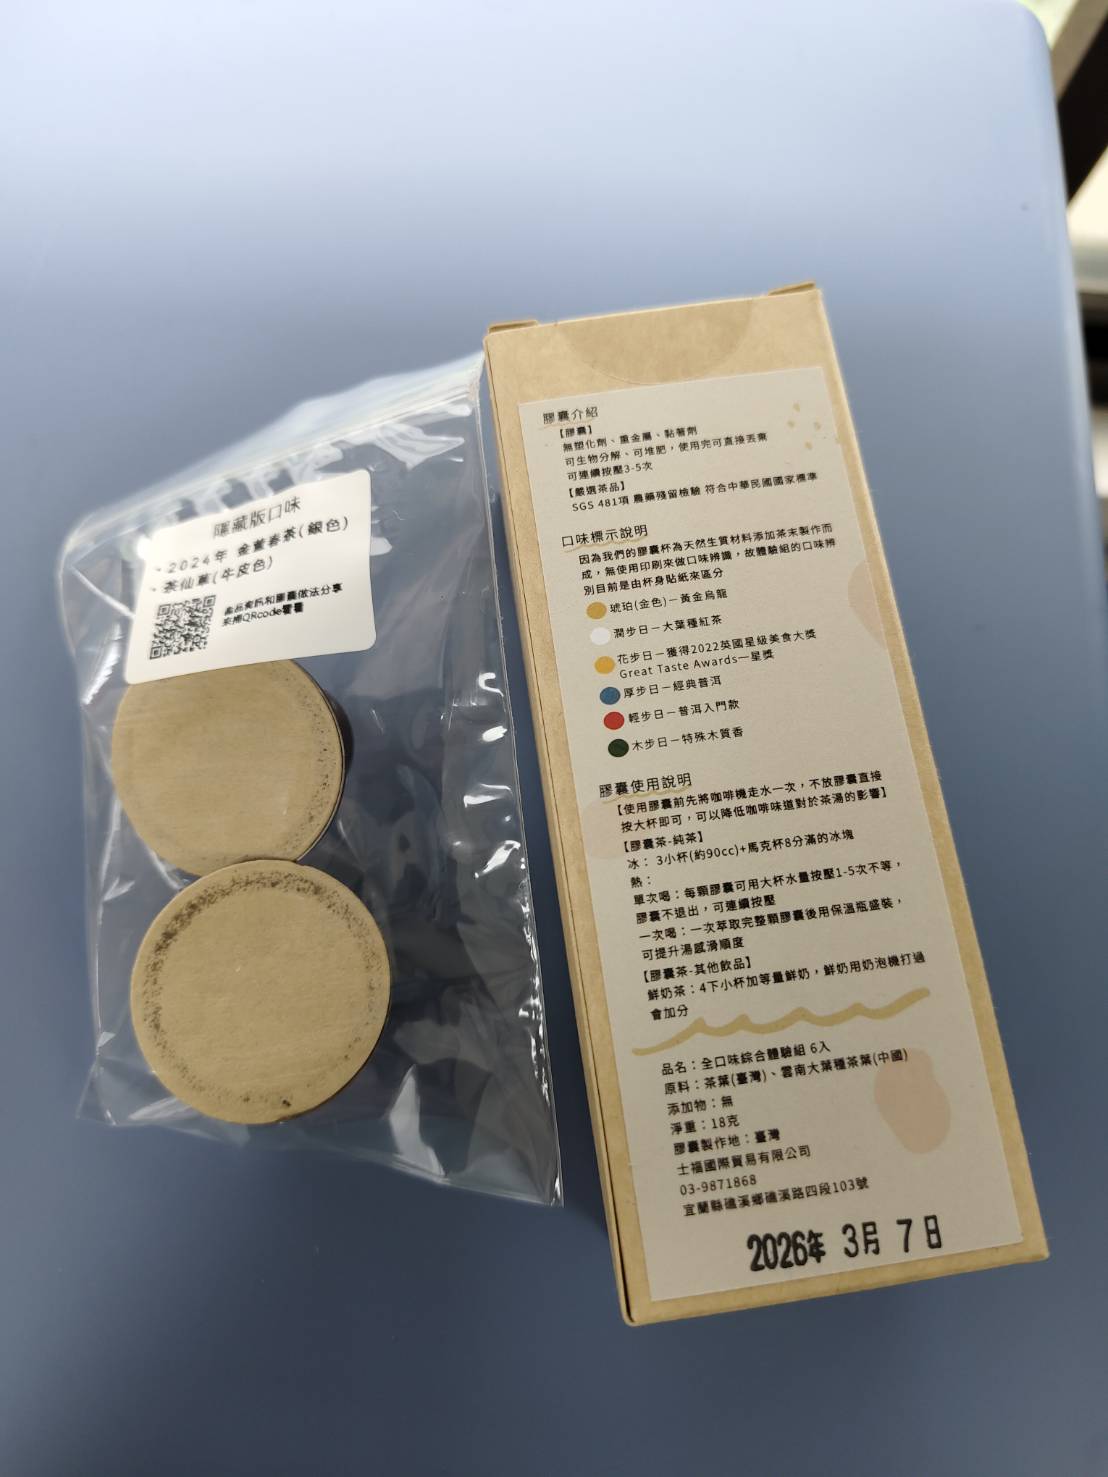 隱藏版口味
、2024年 金萱春茶(銀色)
、茶仙草(牛皮色)
產品資訊和膠囊做法分享
來掃QRcode看看
膠囊介紹
【膠囊】
無塑化劑、重金屬、黏著劑
可生物分解、可堆肥，使用完可直接丟棄
可連續按壓3-5次
【嚴選茶品】
SGS 481項 農藥殘留檢驗 符合中華民國國家標準
口味標示說明
因為我們的膠囊杯為天然生質材料添加茶末製作而
成，無使用印刷來做口味辨識，故體驗組的口味辨
別目前是由杯身貼紙來區分
琥珀(金色)－黃金烏龍
潤步日－大葉種紅茶
花步日－獲得2022英國星級美食大獎
Great Taste Awards一星獎
厚步日－經典普洱
輕步日－普洱入門款
木步日－特殊木質香
膠囊使用說明
【使用膠囊前先將咖啡機走水一次，不放膠囊直接
按大杯即可，可以降低咖啡味道對於茶湯的影響】
【膠囊茶-純茶】
冰： 3小杯(約90cc)+馬克杯8分滿的冰塊
熱：
單次喝：每顆膠囊可用大杯水量按壓1-5次不等，
膠囊不退出，可連續按壓
一次喝：一次萃取完整顆膠囊後用保溫瓶盛裝，
可提升湯感滑順度
【膠囊茶-其他飲品】
鮮奶茶：4下小杯加等量鮮奶，鮮奶用奶泡機打過
會加分
品名：全口味綜合體驗組 6入
原料：茶葉(臺灣)、雲南大葉種茶葉(中國)
添加物：無
淨重：18克
膠囊製作地：臺灣
士福國際貿易有限公司
03-9871868
宜蘭縣礁溪鄉礁溪路四段103號
2026年 3月 7日